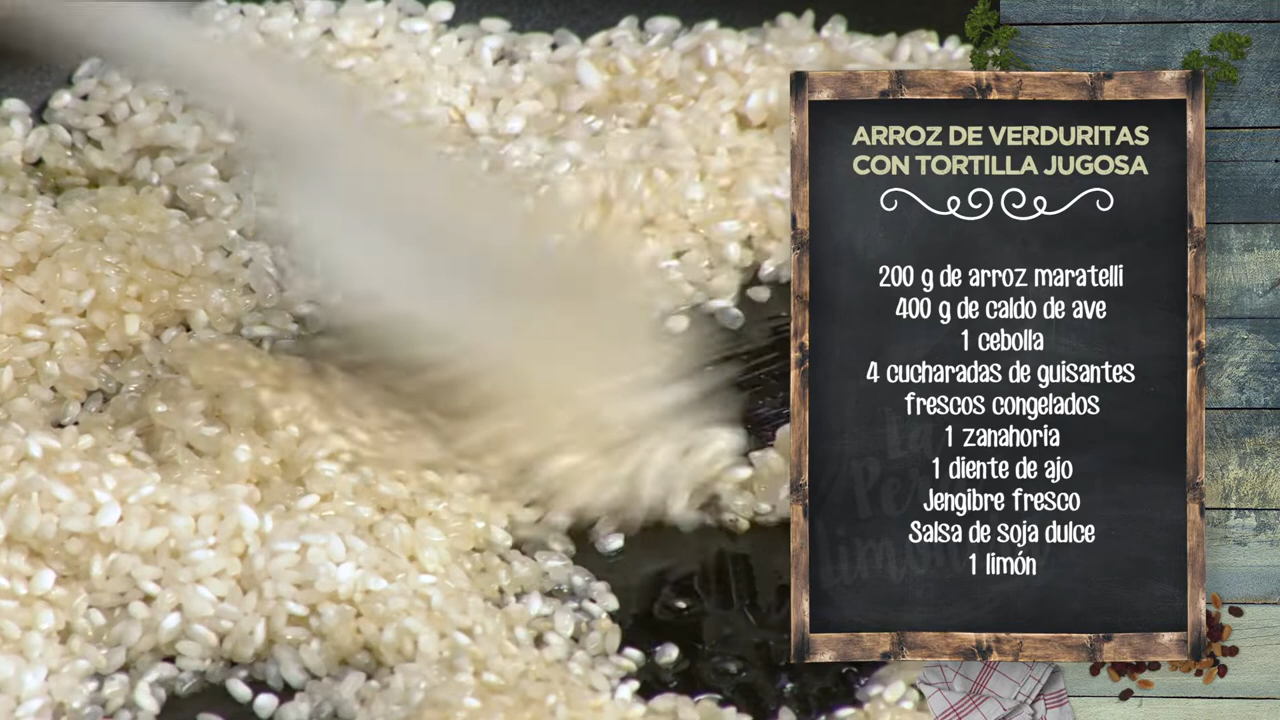 ARROZ DE VERDURITAS
CON TORTILLA JUGOSA
200 g de arroz maratelli
400 g de caldo de ave
1 cebolla
4 cucharadas de guisantes
frescos congelados
1 zanahoria
1 diente de ajo
Jengibre fresco
Salsa de soja dulce
1 limón